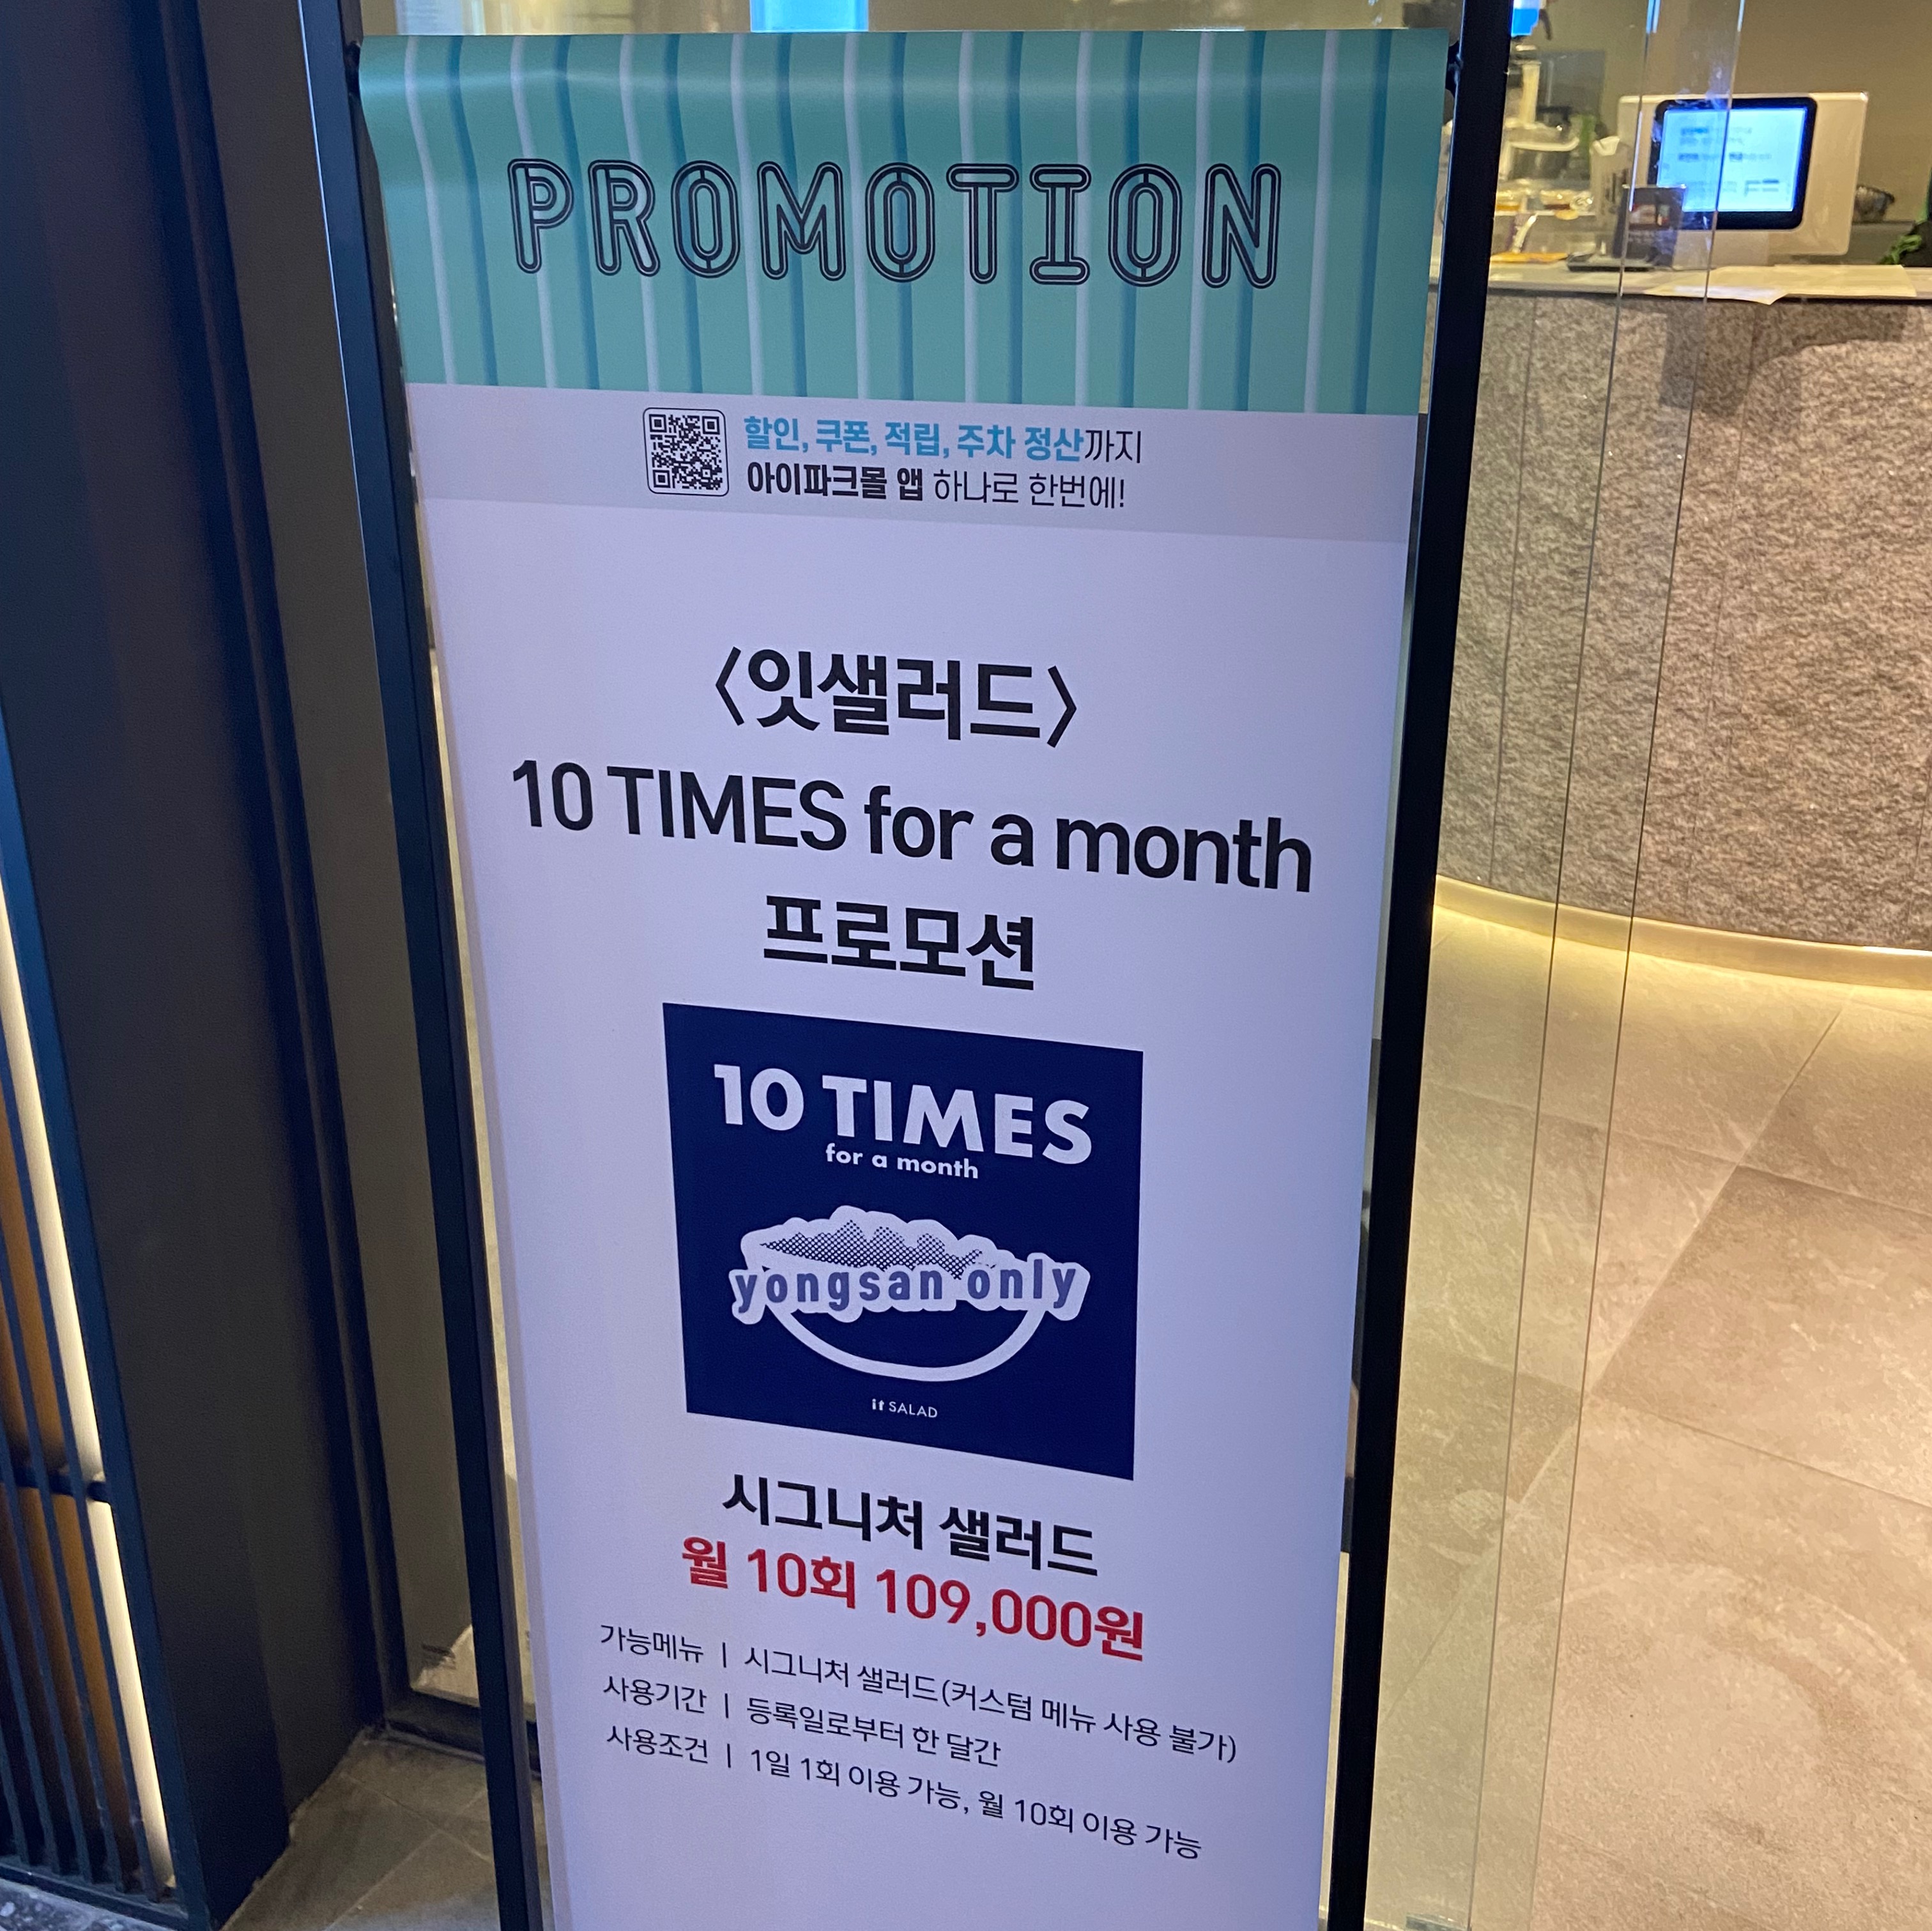 PROMOTION
할인, 쿠폰, 적립, 주차 정산까지
아이파크몰 앱 하나로 한번에!
〈잇샐러드〉
10 TIMES for a month
프로모션
10 TIMES
for a month
yongsan only
it SALAD
시그니처 샐러드
월 10회 109,000원
가능메뉴 | 시그니처 샐러드(커스텀 메뉴 사용 불가)
사용기간 | 등록일로부터 한 달간
사용조건 | 1일 1회 이용 가능, 월 10회 이용 가능